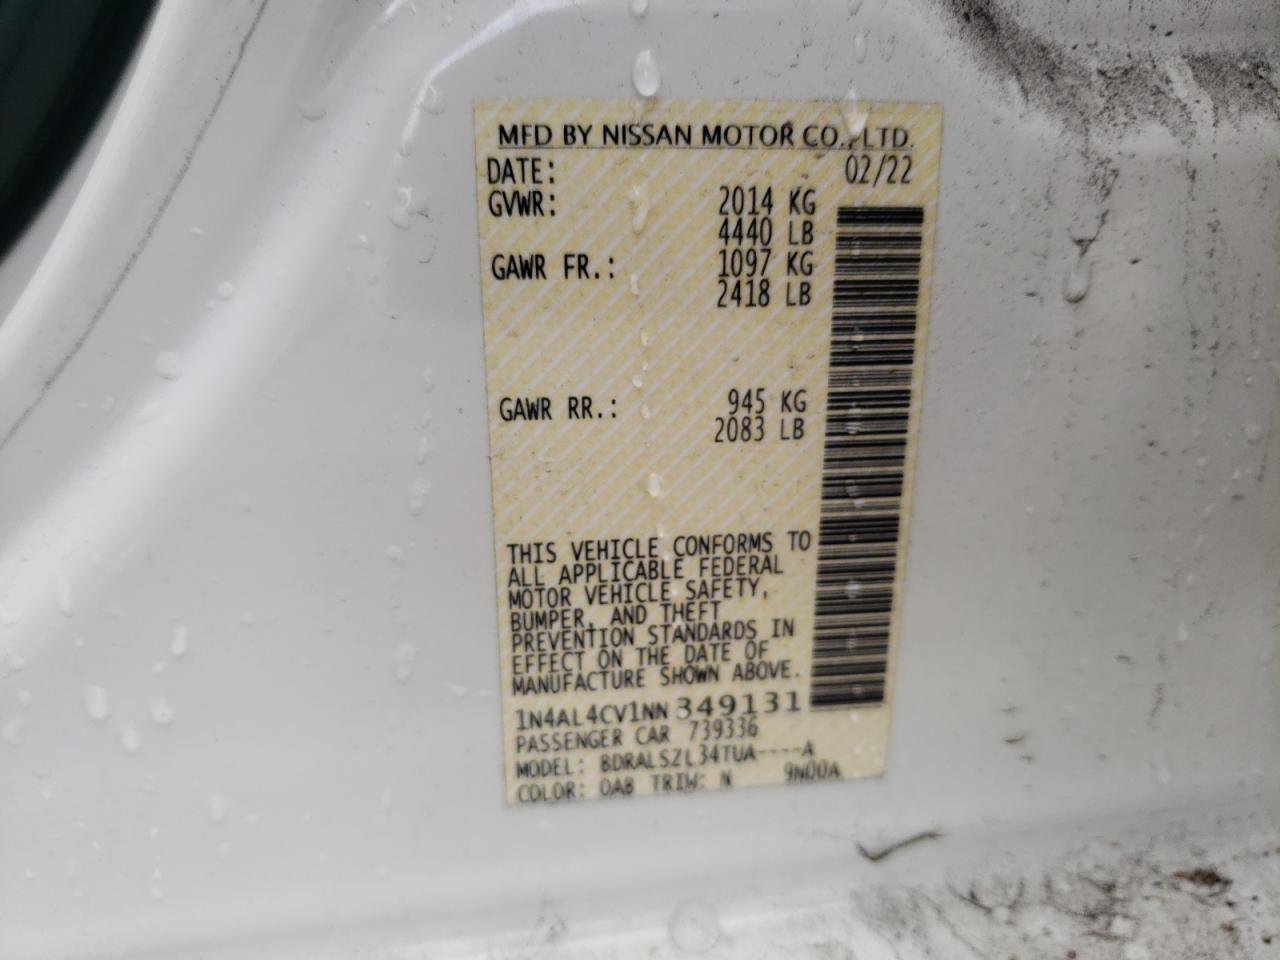 MFD BY NISSAN MOTOR CO.,LTD.
DATE: 02/22
GVWR: 2014 KG
4440 LB
GAWR FR.: 1097 KG
2418 LB
GAWR RR.: 945 KG
2083 LB
THIS VEHICLE CONFORMS TO
ALL APPLICABLE FEDERAL
MOTOR VEHICLE SAFETY,
BUMPER, AND THEFT
PREVENTION STANDARDS IN
EFFECT ON THE DATE OF
MANUFACTURE SHOWN ABOVE.
1N4AL4CV1NN349131
PASSENGER CAR 739336
MODEL: BDRALSZL34TUA----A
COLOR: QAB TRIM: N 9N00A